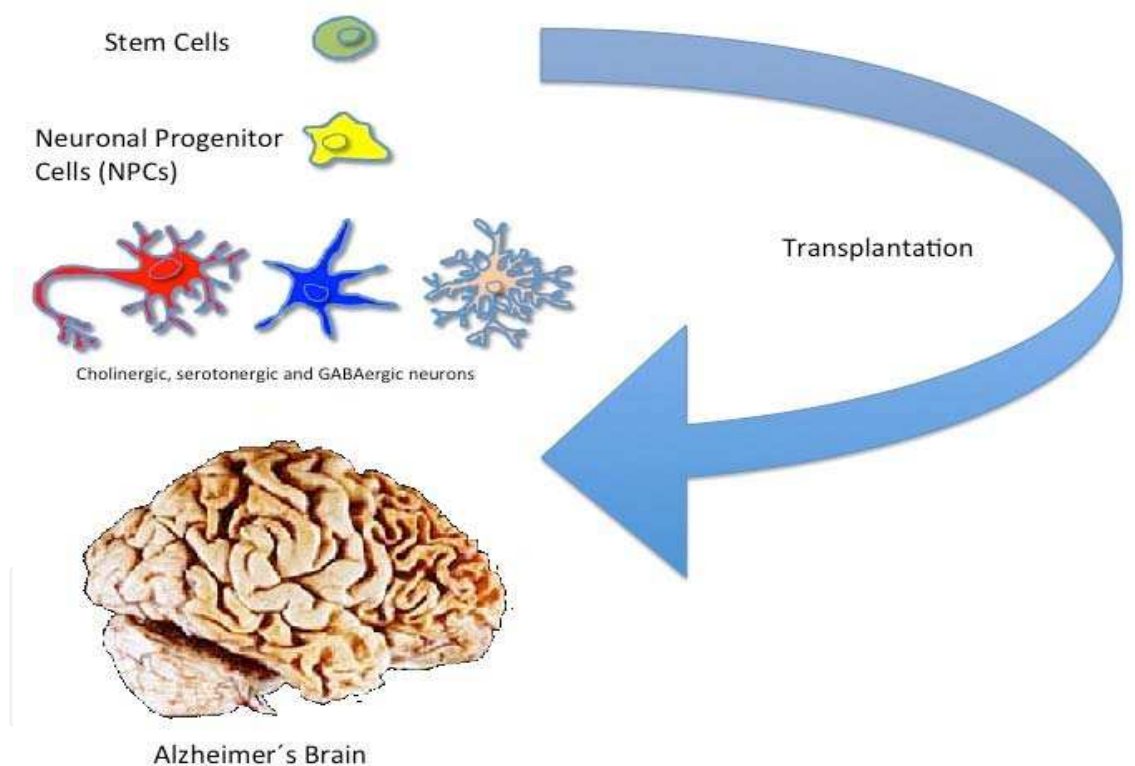 Stem Cells
Neuronal Progenitor
Cells (NPCs)
Transplantation
Cholinergic, serotonergic and GABAergic neurons
Alzheimer´s Brain